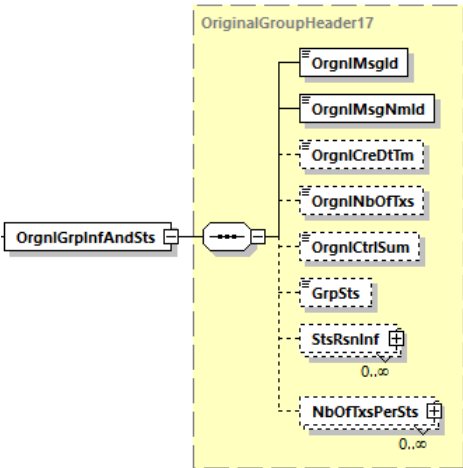 OriginalGroupHeader17
OrgnlMsgId
OrgnlMsgNmId
OrgnlCreDtTm
OrgnlNbOfTxs
OrgnlGrpInfAndSts
OrgnlCtrlSum
GrpSts
StsRsnInf
0..∞
NbOfTxsPerSts
0..∞